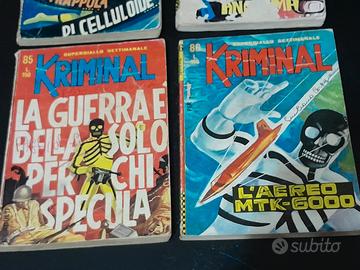 TRAPPOLA
DI CELLULOIDE
SUPERGIALLO SETTIMANALE
85
L. 150
KRIMINAL
LA GUERRA È
BELLA SOLO
PER CHI
SPECULA
SUPERGIALLO SETTIMANALE
86
KRIMINAL
L'AEREO
MTK-6000
subito